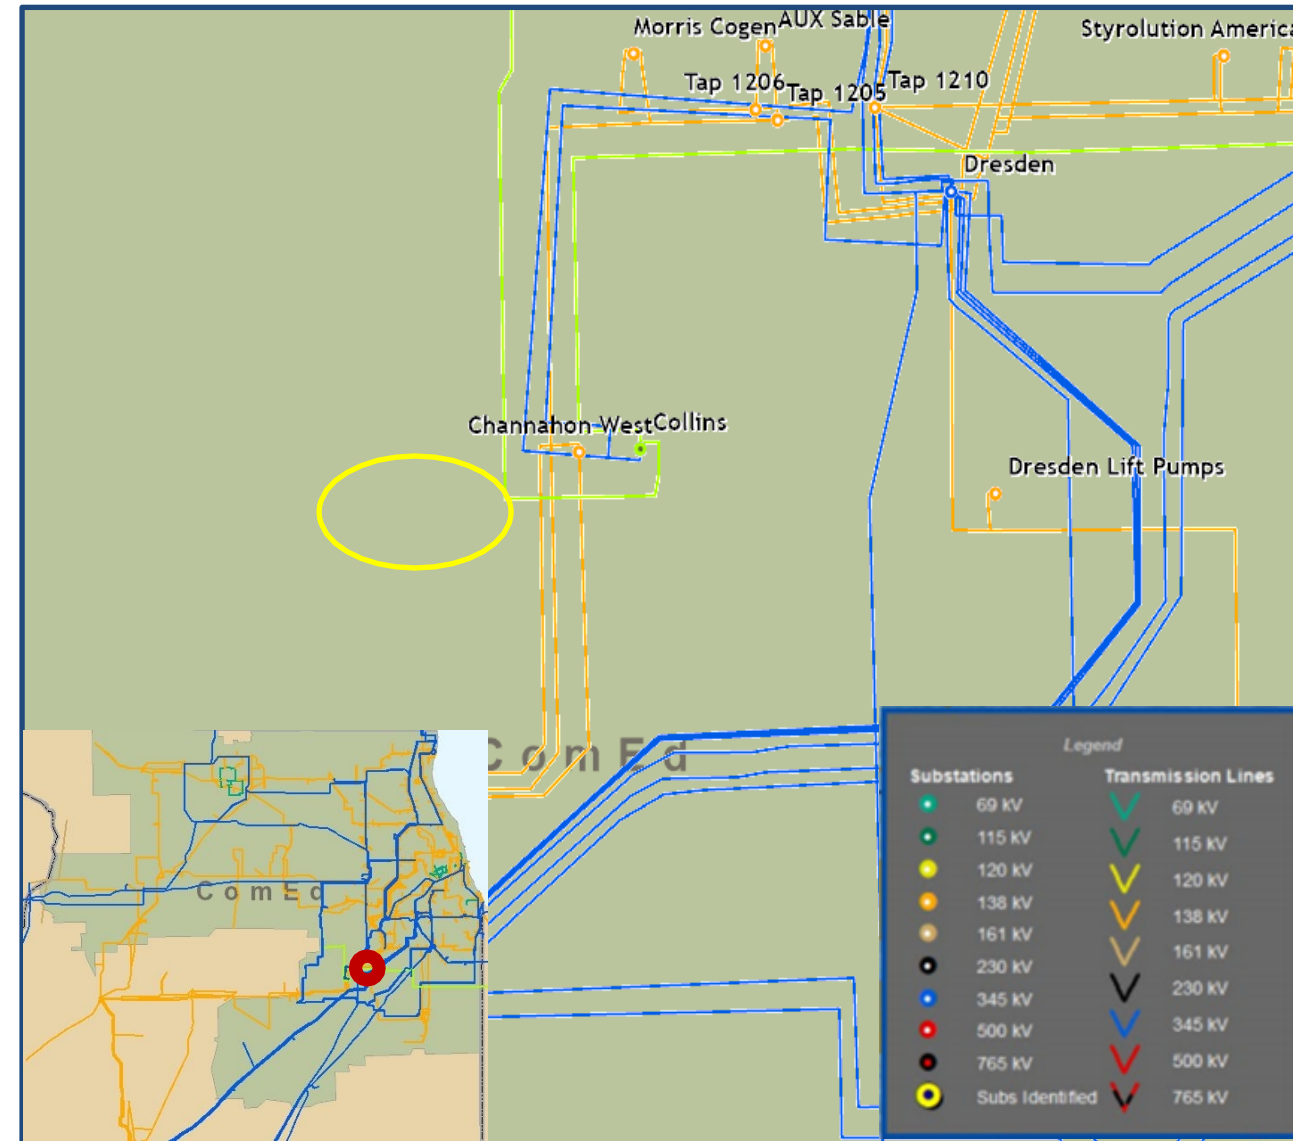 Morris Cogen
AUX Sable
Styrolution America
Tap 1206
Tap 1205
Tap 1210
Dresden
Channahon West
Collins
Dresden Lift Pumps
ComEd
ComEd
Legend
Substations Transmission Lines
69 kV 69 kV
115 kV 115 kV
120 kV 120 kV
138 kV 138 kV
161 kV 161 kV
230 kV 230 kV
345 kV 345 kV
500 kV 500 kV
765 kV 765 kV
Subs Identified